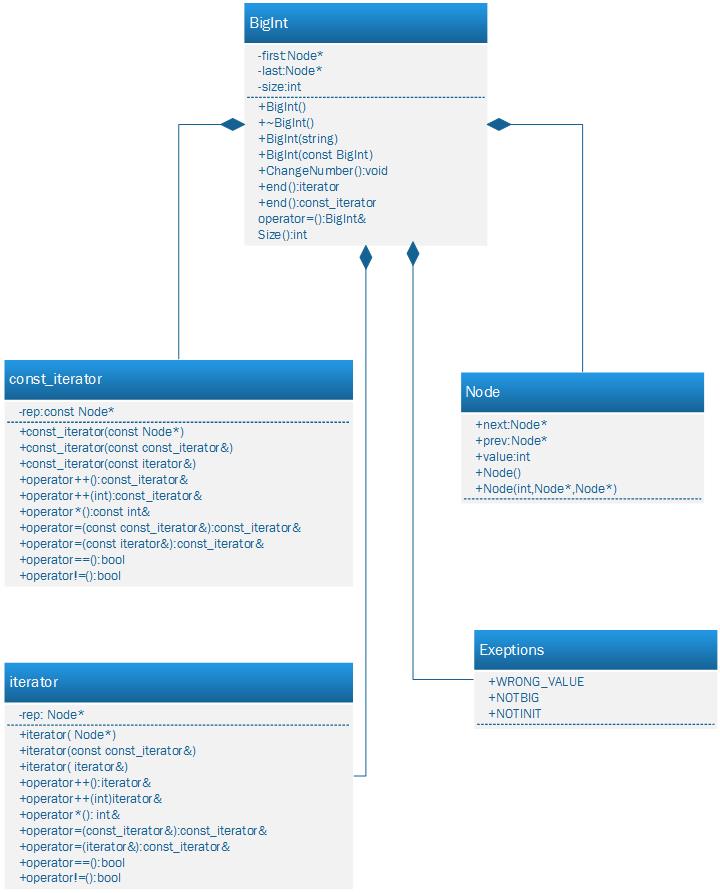 BigInt
-first:Node*
-last:Node*
-size:int
+BigInt()
+~BigInt()
+BigInt(string)
+BigInt(const BigInt)
+ChangeNumber():void
+end():iterator
+end():const_iterator
operator=():BigInt&
Size():int
const_iterator
-rep:const Node*
+const_iterator(const Node*)
+const_iterator(const const_iterator&)
+const_iterator(const iterator&)
+operator++():const_iterator&
+operator++(int):const_iterator&
+operator*():const int&
+operator=(const const_iterator&):const_iterator&
+operator=(const iterator&):const_iterator&
+operator==():bool
+operator!=():bool
Node
+next:Node*
+prev:Node*
+value:int
+Node()
+Node(int,Node*,Node*)
Exeptions
+WRONG_VALUE
+NOTBIG
+NOTINIT
iterator
-rep: Node*
+iterator( Node*)
+iterator(const const_iterator&)
+iterator( iterator&)
+operator++():iterator&
+operator++(int)iterator&
+operator*(): int&
+operator=(const_iterator&):const_iterator&
+operator=(iterator&):const_iterator&
+operator==():bool
+operator!=():bool